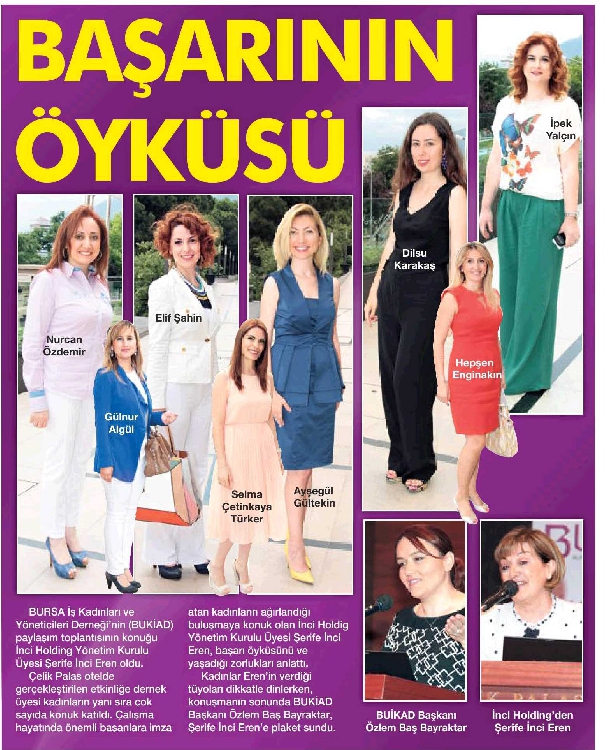 BAŞARININ
ÖYKÜSÜ
İpek
Yalçın
Dilsu
Karakaş
Elif Şahin
Nurcan
Özdemir
Hepşen
Enginakın
Gülnur
Algül
Selma
Çetinkaya
Türker
Ayşegül
Gültekin
BURSA İş Kadınları ve
Yöneticileri Derneği'nin (BUKİAD)
paylaşım toplantısının konuğu
İnci Holding Yönetim Kurulu
Üyesi Şerife İnci Eren oldu.
Çelik Palas otelde
gerçekleştirilen etkinliğe dernek
üyesi kadınların yanı sıra çok
sayıda konuk katıldı. Çalışma
hayatında önemli başarılara imza
atan kadınların ağırlandığı
buluşmaya konuk olan İnci Holdig
Yönetim Kurulu Üyesi Şerife İnci
Eren, başarı öyküsünü ve
yaşadığı zorlukları anlattı.
Kadınlar Eren'in verdiği
tüyoları dikkatle dinlerken,
konuşmanın sonunda BUKİAD
Başkanı Özlem Baş Bayraktar,
Şerife İnci Eren'e plaket sundu.
BU
PALAS
BUİKAD Başkanı
Özlem Baş Bayraktar
İnci Holding'den
Şerife İnci Eren